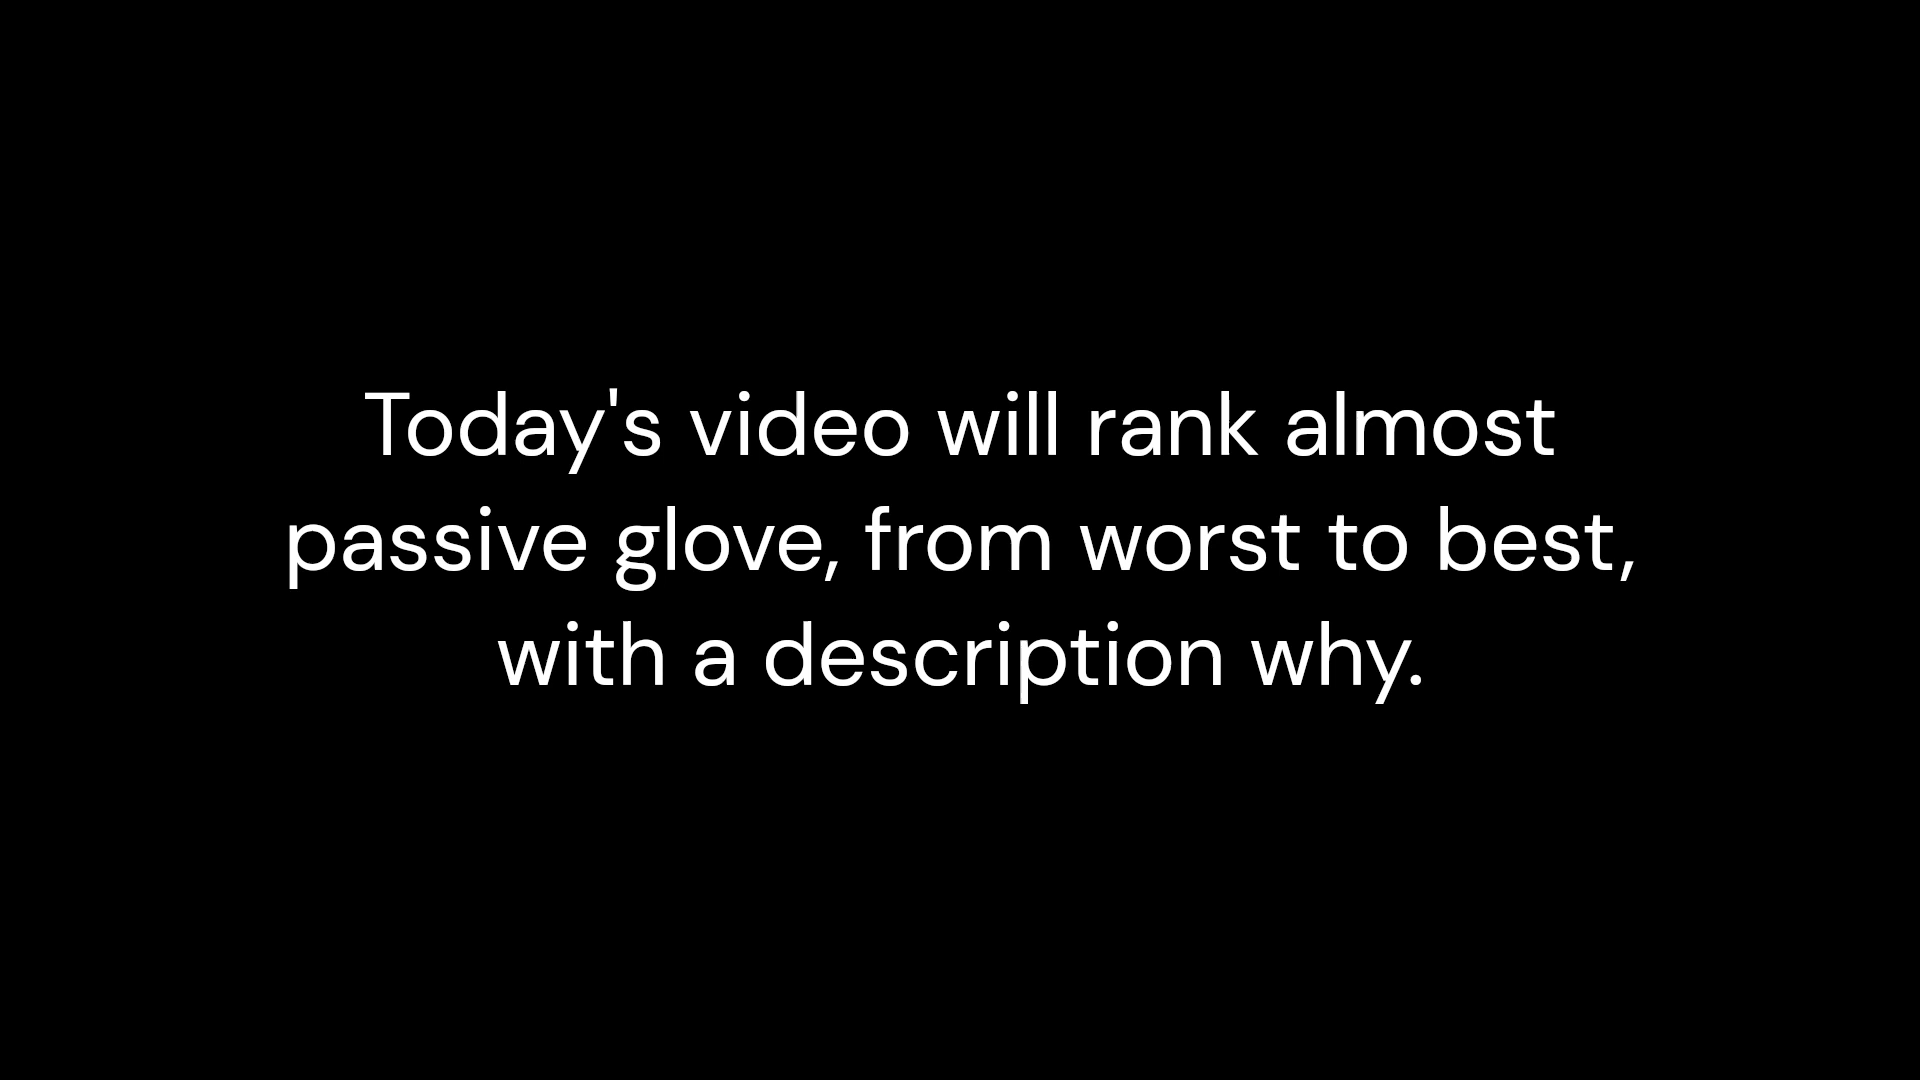 Today's video will rank almost
passive glove, from worst to best,
with a description why.